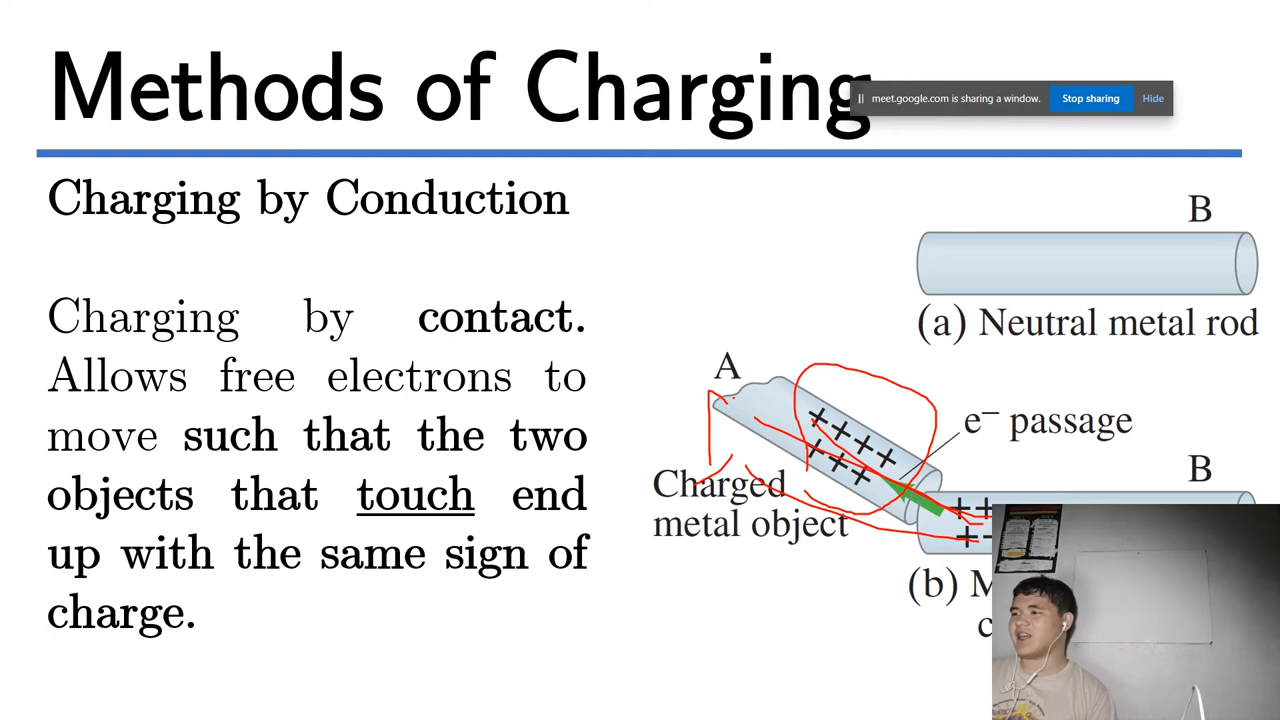 Methods of Charging
meet.google.com is sharing a window. Stop sharing Hide
Charging by Conduction
Charging by contact.
Allows free electrons to
move such that the two
objects that touch end
up with the same sign of
charge.
B
(a) Neutral metal rod
A
e− passage
++++
+++
Charged
metal object
B
++
+
(b) M
c